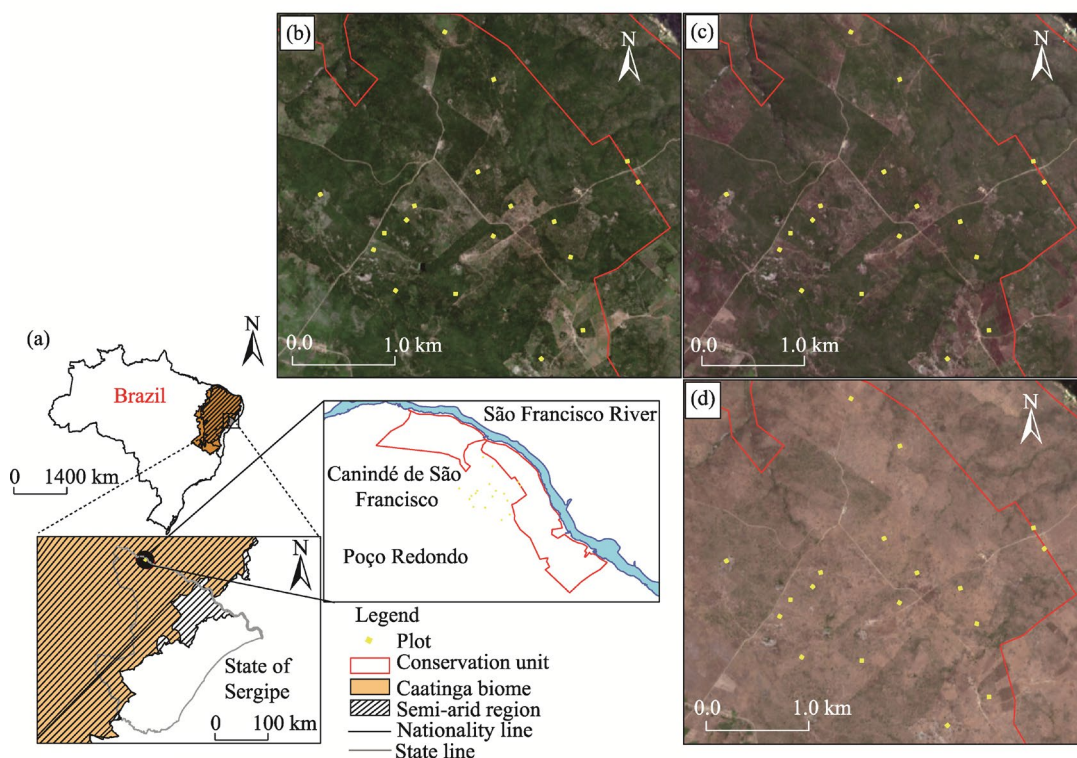 (a)
N
Brazil
0 1400 km
N
State of
Sergipe
0 100 km
São Francisco River
Canindé de São
Francisco
Poço Redondo
Legend
Plot
Conservation unit
Caatinga biome
Semi-arid region
Nationality line
State line
(b)
N
0.0 1.0 km
(c)
N
0.0 1.0 km
(d)
N
0.0 1.0 km